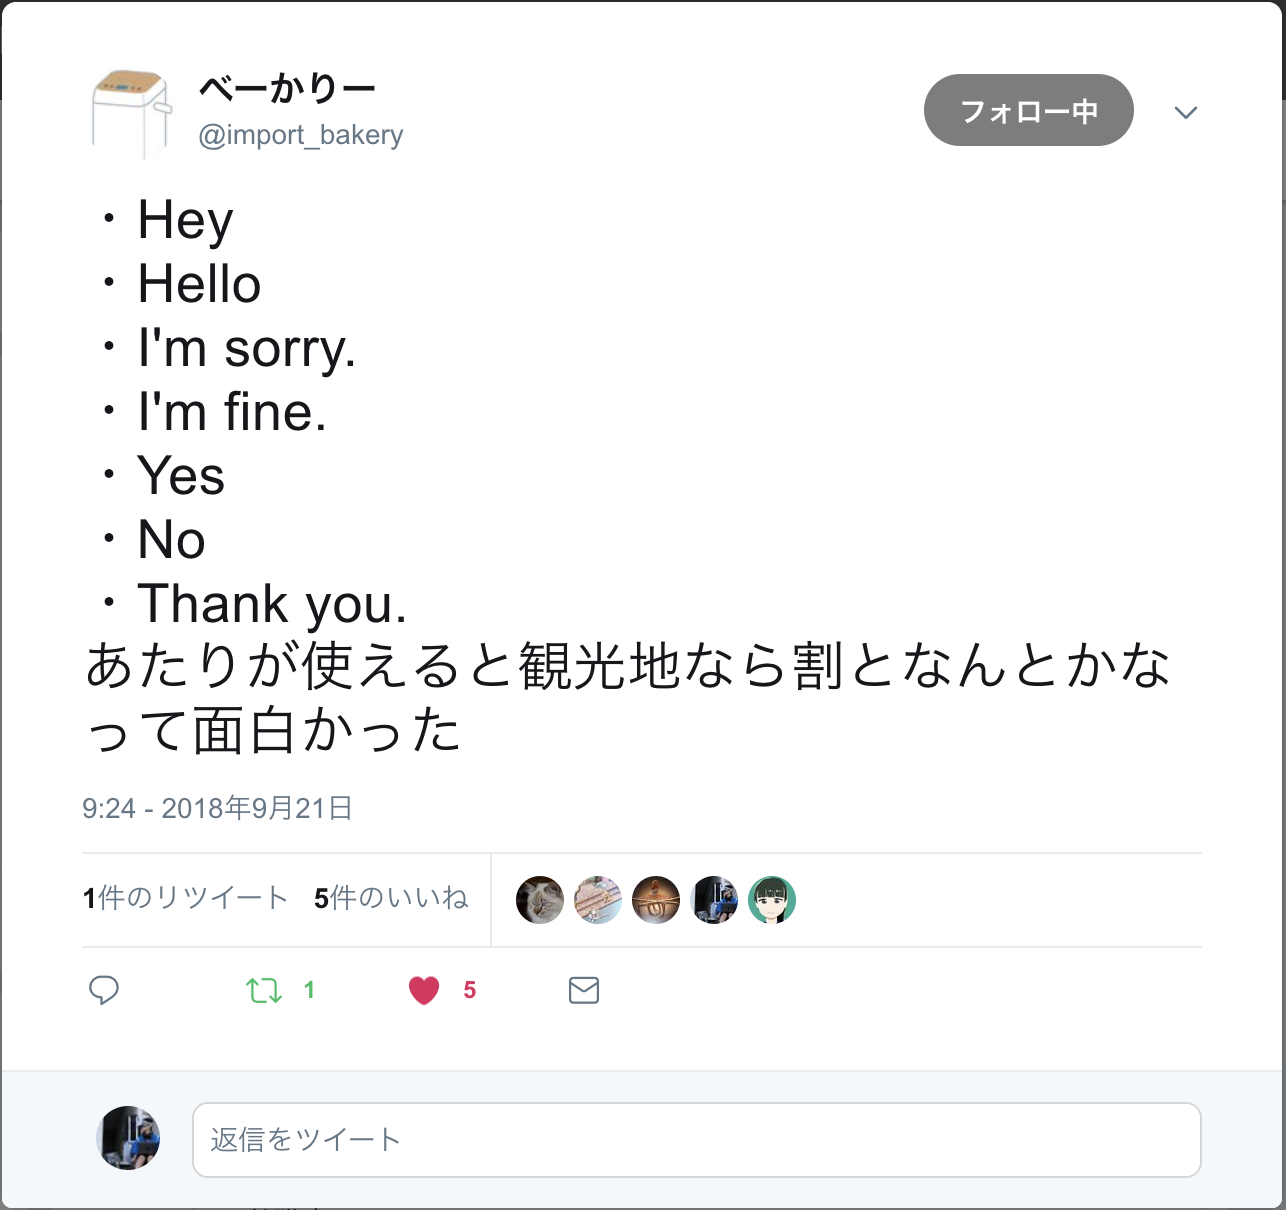 べーかりー
@import_bakery
フォロー中
・Hey
・Hello
・I'm sorry.
・I'm fine.
・Yes
・No
・Thank you.
あたりが使えると観光地なら割となんとかな
って面白かった
9:24 - 2018年9月21日
1件のリツイート 5件のいいね
1 5
返信をツイート